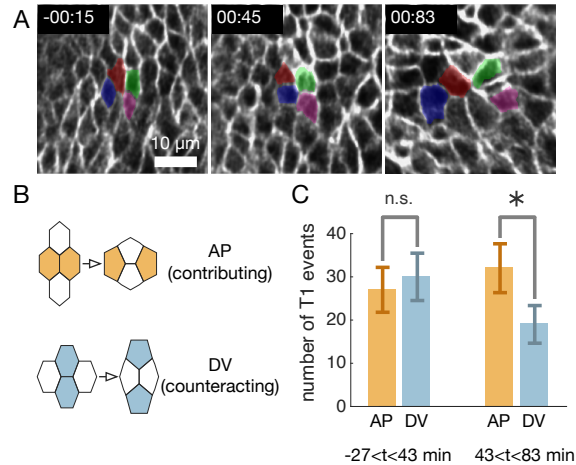 A
-00:15
00:45
00:83
10 μm
B
AP
(contributing)
DV
(counteracting)
C
n.s.
*
number of T1 events
40
30
20
10
0
AP DV AP DV
-27<t<43 min 43<t<83 min